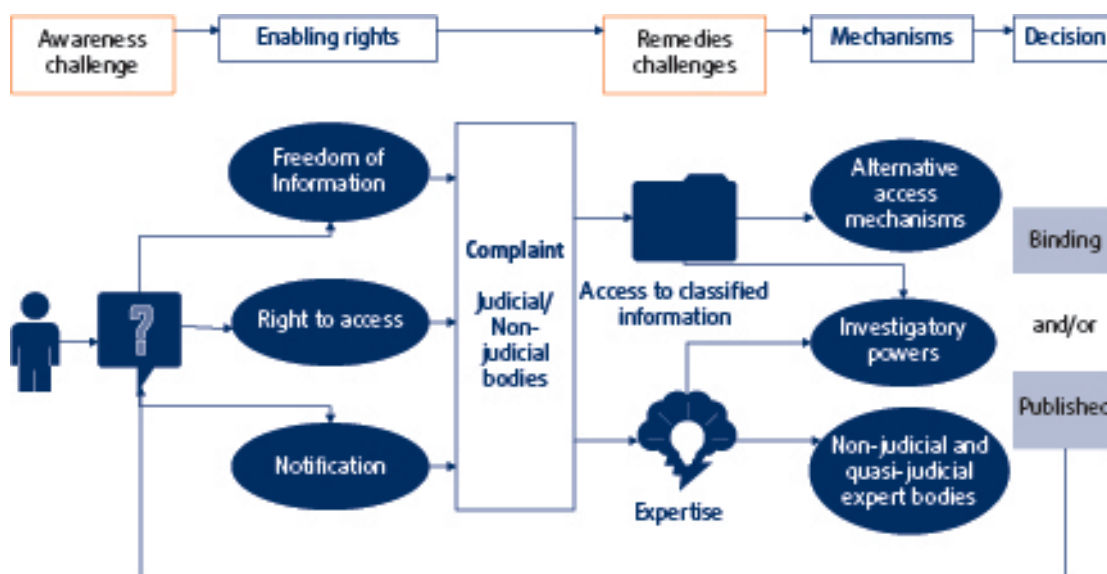 Awareness
challenge
Enabling rights
Remedies
challenges
Mechanisms
Decision
Freedom of
Information
Right to access
Notification
Complaint
Judicial/
Non-
judicial
bodies
Access to classified
information
Expertise
Alternative
access
mechanisms
Investigatory
powers
Non-judicial and
quasi-judicial
expert bodies
Binding
and/or
Published
?